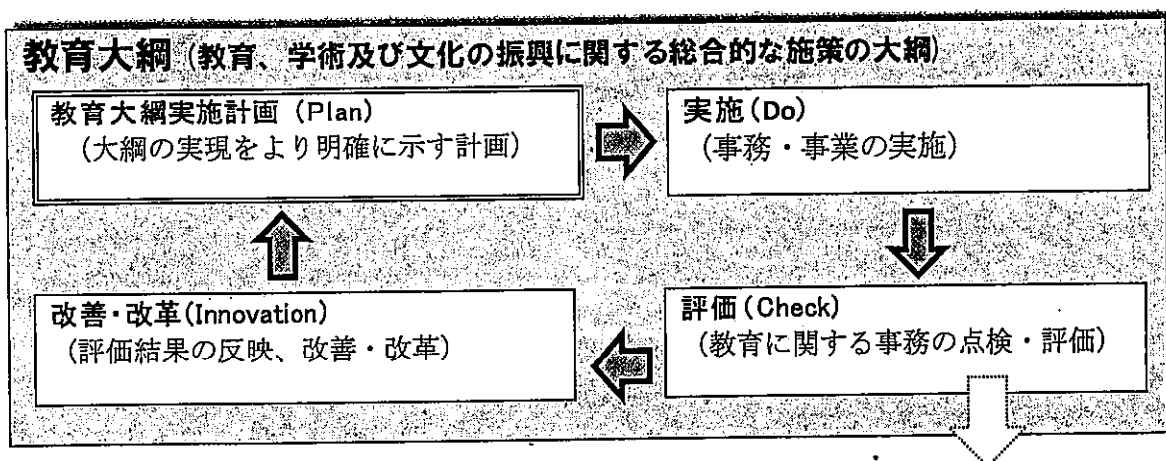 教育大綱（教育、学術及び文化の振興に関する総合的な施策の大綱）
教育大綱実施計画（Plan）
（大綱の実現をより明確に示す計画）
実施（Do）
（事務・事業の実施）
改善・改革（Innovation）
（評価結果の反映、改善・改革）
評価（Check）
（教育に関する事務の点検・評価）